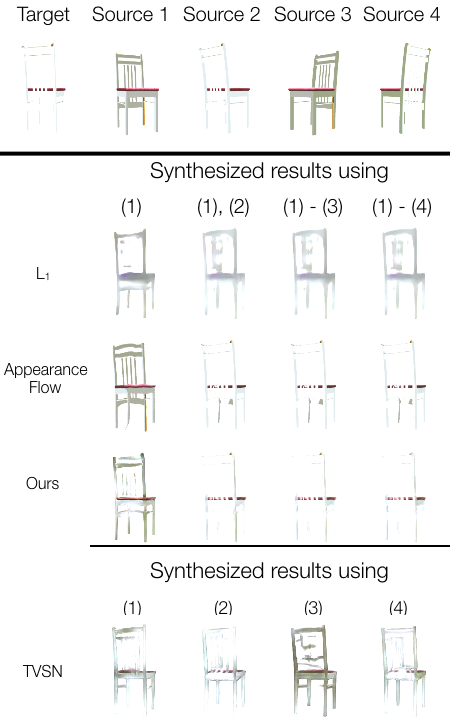 Target Source 1 Source 2 Source 3 Source 4
Synthesized results using
(1) (1), (2) (1) - (3) (1) - (4)
L₁
Appearance
Flow
Ours
Synthesized results using
(1) (2) (3) (4)
TVSN